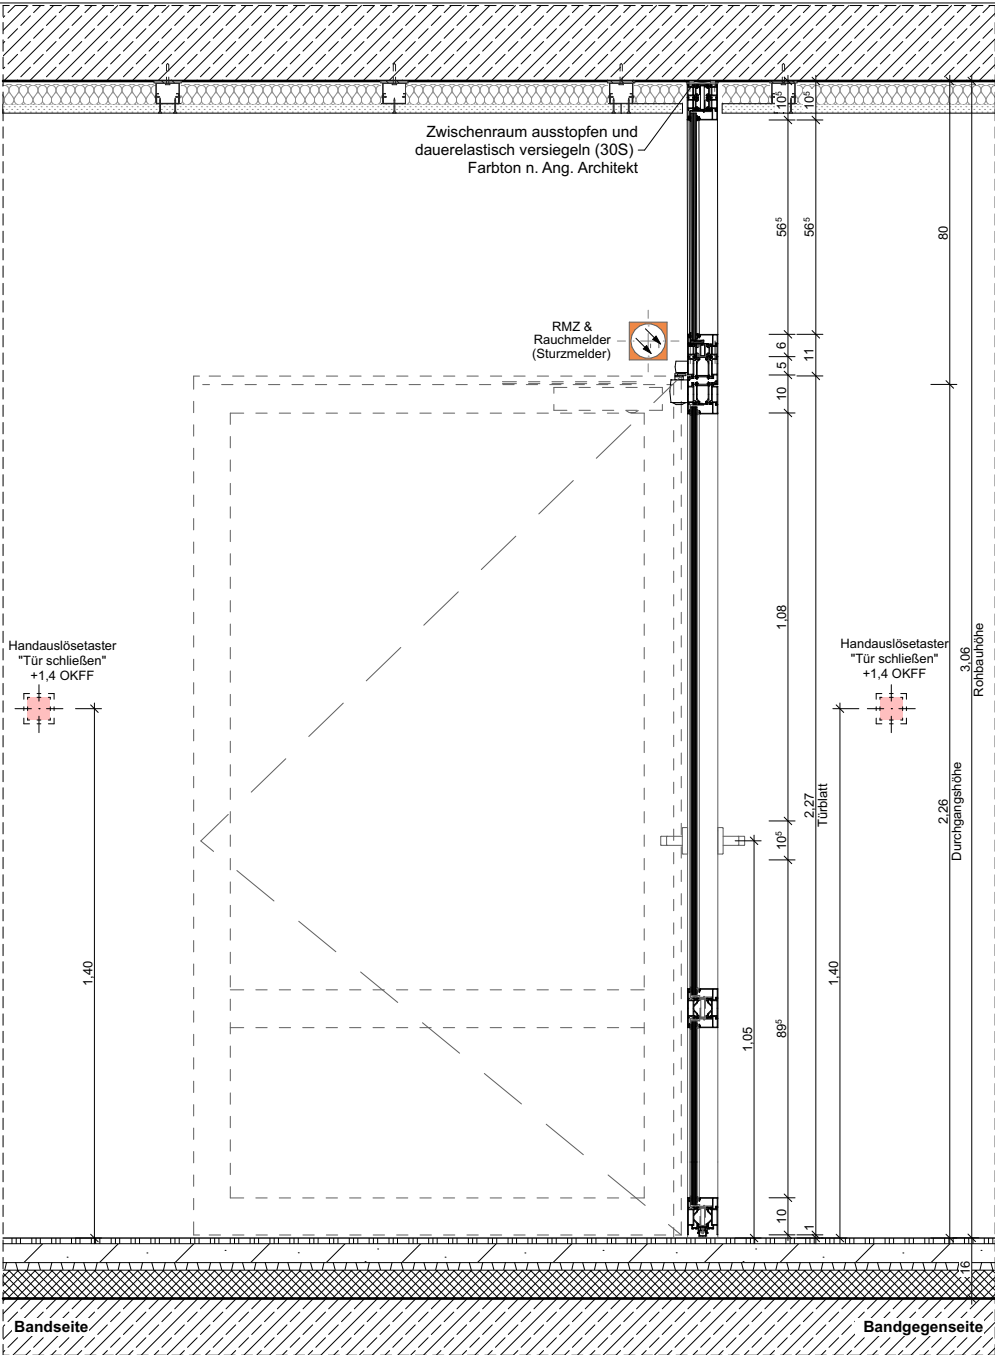 Zwischenraum ausstopfen und
dauerelastisch versiegeln (30S)
Farbton n. Ang. Architekt
10⁵
10⁵
56⁵
56⁵
80
RMZ &
Rauchmelder
(Sturzmelder)
6
5
11
10
1,08
Handauslösetaster
"Tür schließen"
+1,4 OKFF
Handauslösetaster
"Tür schließen"
+1,4 OKFF
3,06
Rohbauhöhe
2,27
Türblatt
2,26
Durchgangshöhe
10⁵
1,40
1,40
1,05
89⁵
10
1
16
Bandseite
Bandgegenseite